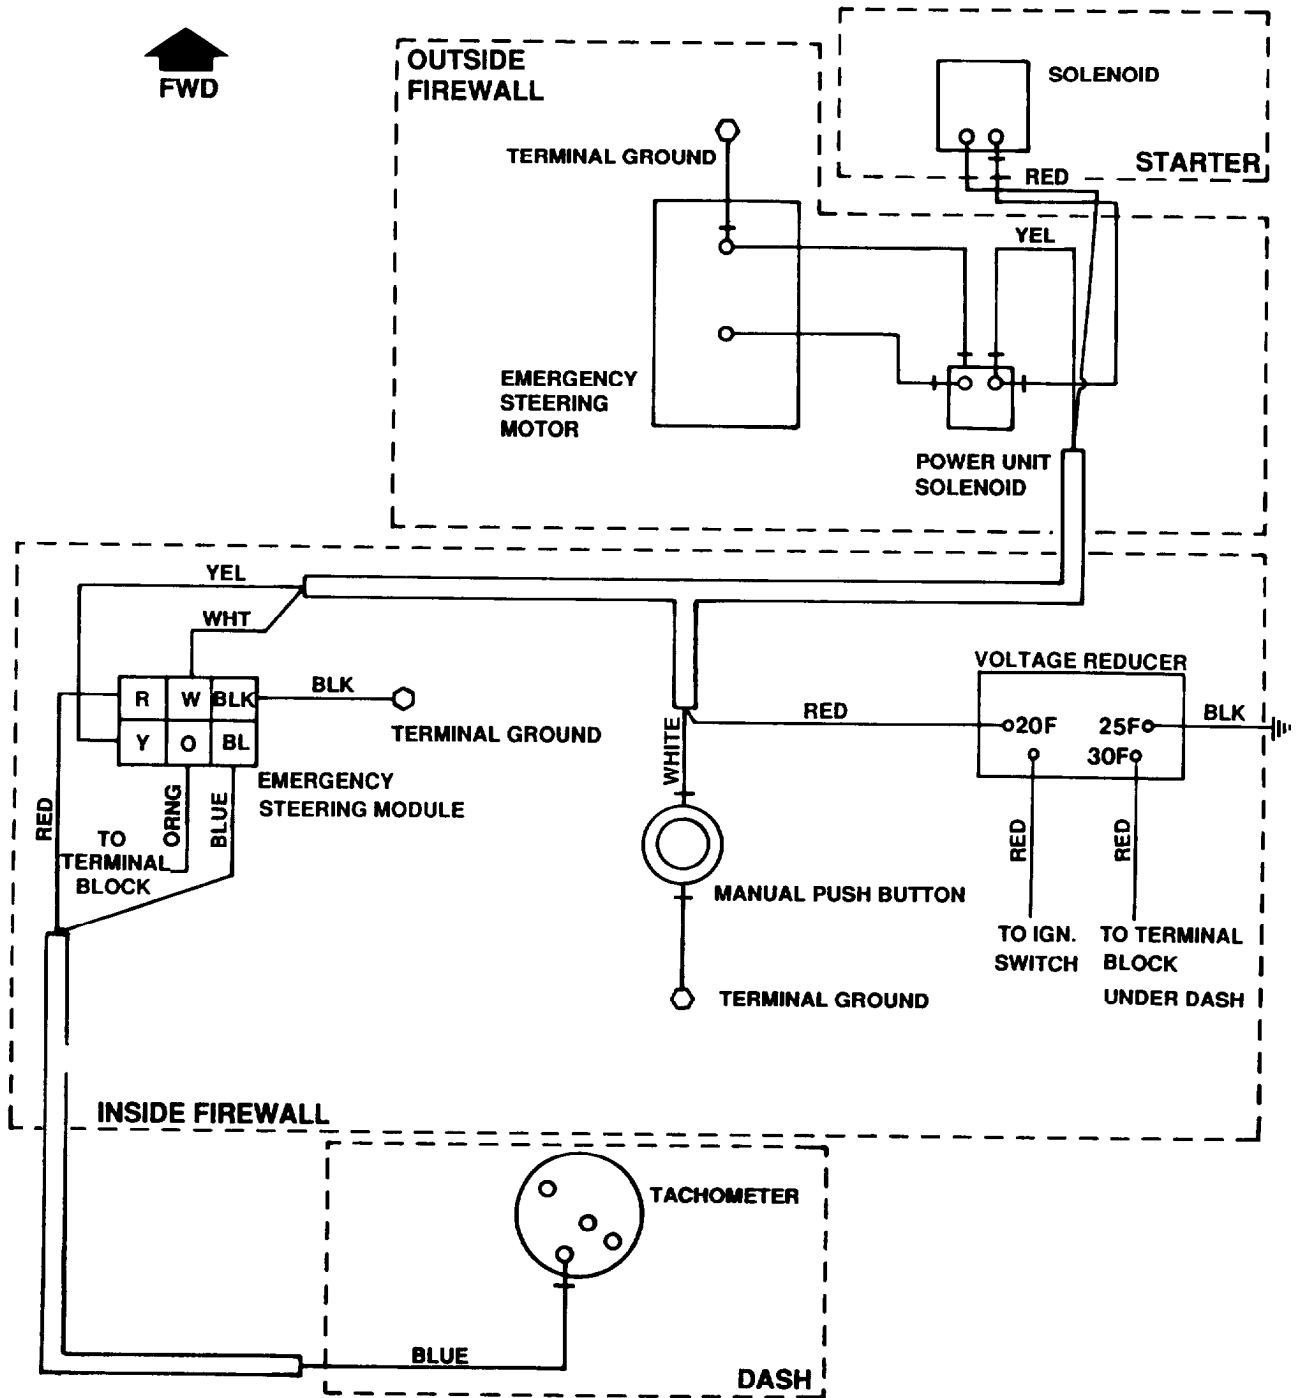 FWD
OUTSIDE
FIREWALL
SOLENOID
STARTER
TERMINAL GROUND
RED
YEL
EMERGENCY
STEERING
MOTOR
POWER UNIT
SOLENOID
YEL
WHT
R W BLK
Y O BL
BLK
TERMINAL GROUND
EMERGENCY
STEERING MODULE
RED
ORNG
BLUE
TO
TERMINAL
BLOCK
WHITE
RED
VOLTAGE REDUCER
20F 25F
30F
BLK
RED
RED
MANUAL PUSH BUTTON
TO IGN.
SWITCH
TO TERMINAL
BLOCK
UNDER DASH
TERMINAL GROUND
INSIDE FIREWALL
TACHOMETER
BLUE
DASH